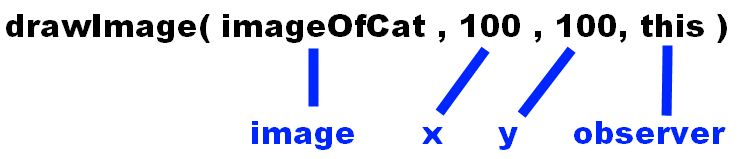 drawImage( imageOfCat , 100 , 100, this )
image x y observer